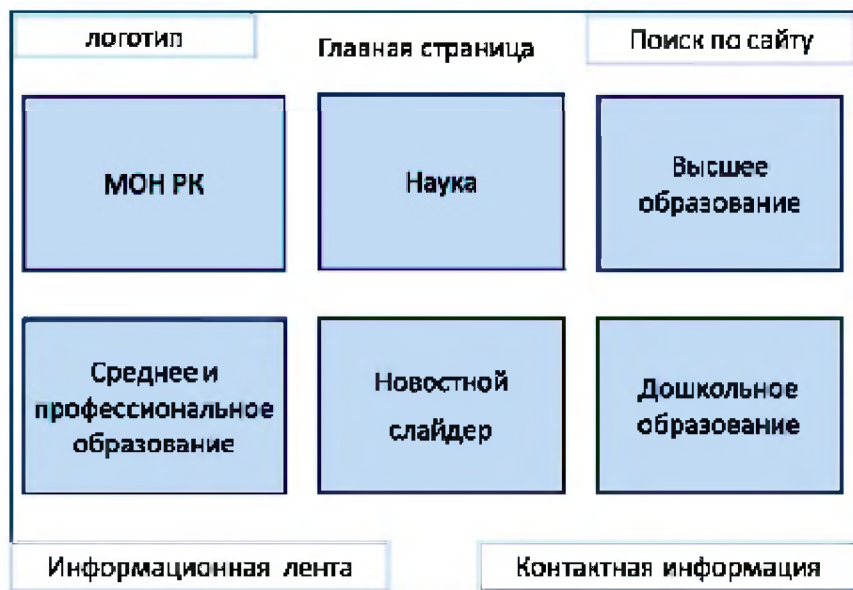 логотип
Главная страница
Поиск по сайту
МОН РК
Наука
Высшее
образование
Среднее и
профессиональное
образование
Новостной
слайдер
Дошкольное
образование
Информационная лента
Контактная информация